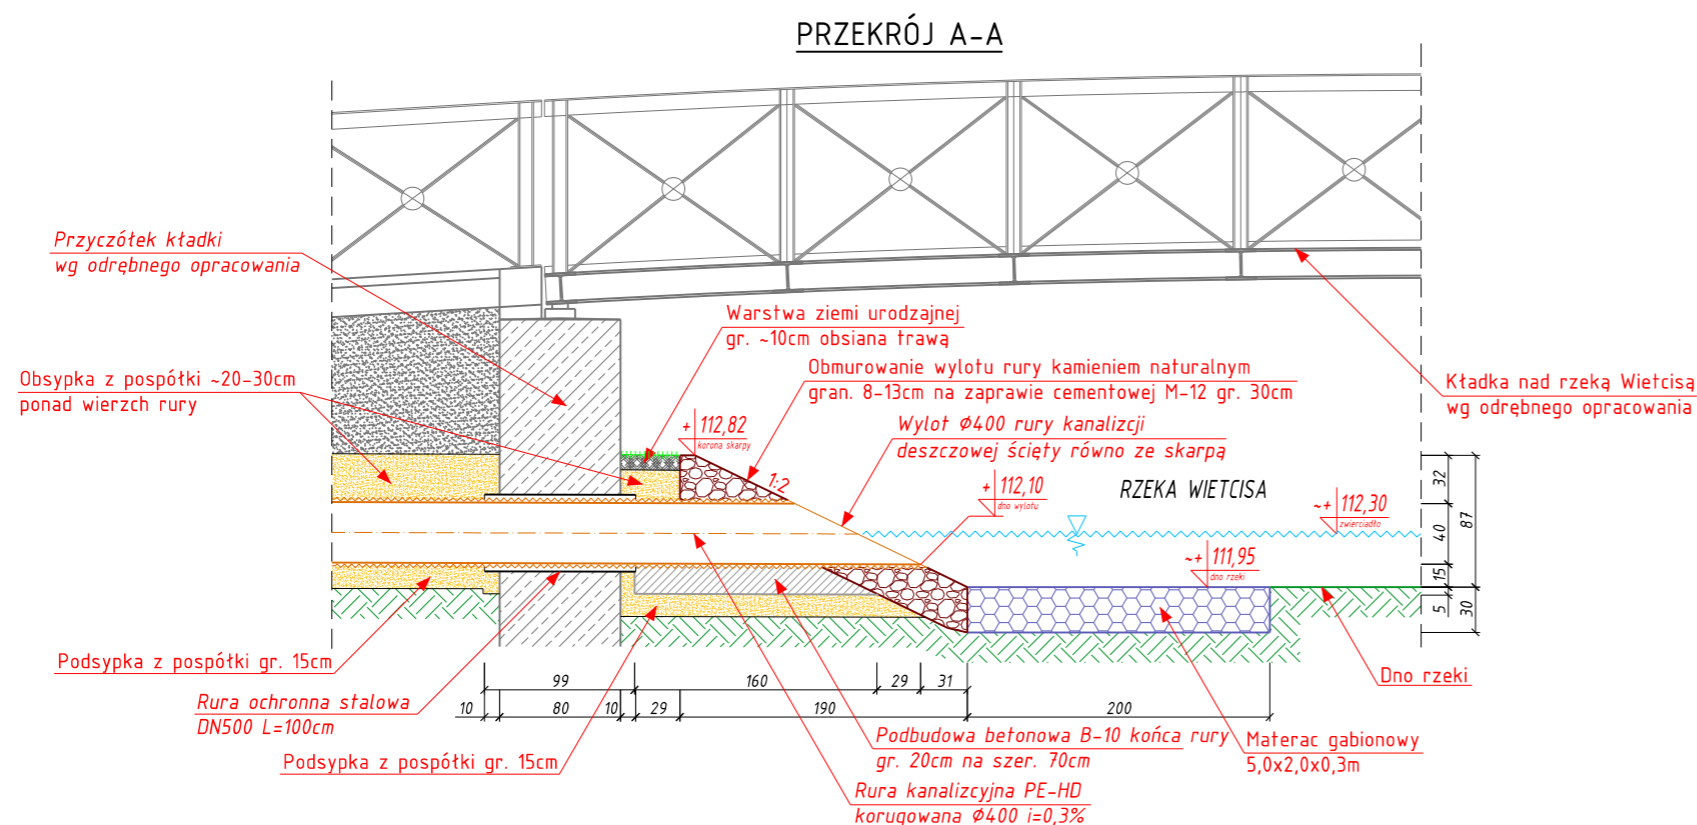 PRZEKRÓJ A-A
Przyczółek kładki
wg odrębnego opracowania
Warstwa ziemi urodzajnej
gr. ~10cm obsiana trawą
Obsypka z pospółki ~20-30cm
ponad wierzch rury
Obmurowanie wylotu rury kamieniem naturalnym
gran. 8-13cm na zaprawie cementowej M-12 gr. 30cm
Kładka nad rzeką Wietcisą
wg odrębnego opracowania
+ 112,82
korona skarpy
Wylot Φ400 rury kanalizcji
deszczowej ścięty równo ze skarpą
1:2
+ 112,10
dno wylotu
RZEKA WIETCISA
~+ 112,30
zwierciadło
~+ 111,95
dno rzeki
32
40
87
15
5
30
Podsypka z pospółki gr. 15cm
Dno rzeki
99
160
29
31
Rura ochronna stalowa
DN500 L=100cm
10
80
10
29
190
200
Podbudowa betonowa B-10 końca rury
gr. 20cm na szer. 70cm
Materac gabionowy
5,0x2,0x0,3m
Podsypka z pospółki gr. 15cm
Rura kanalizcyjna PE-HD
korugowana Φ400 i=0,3%